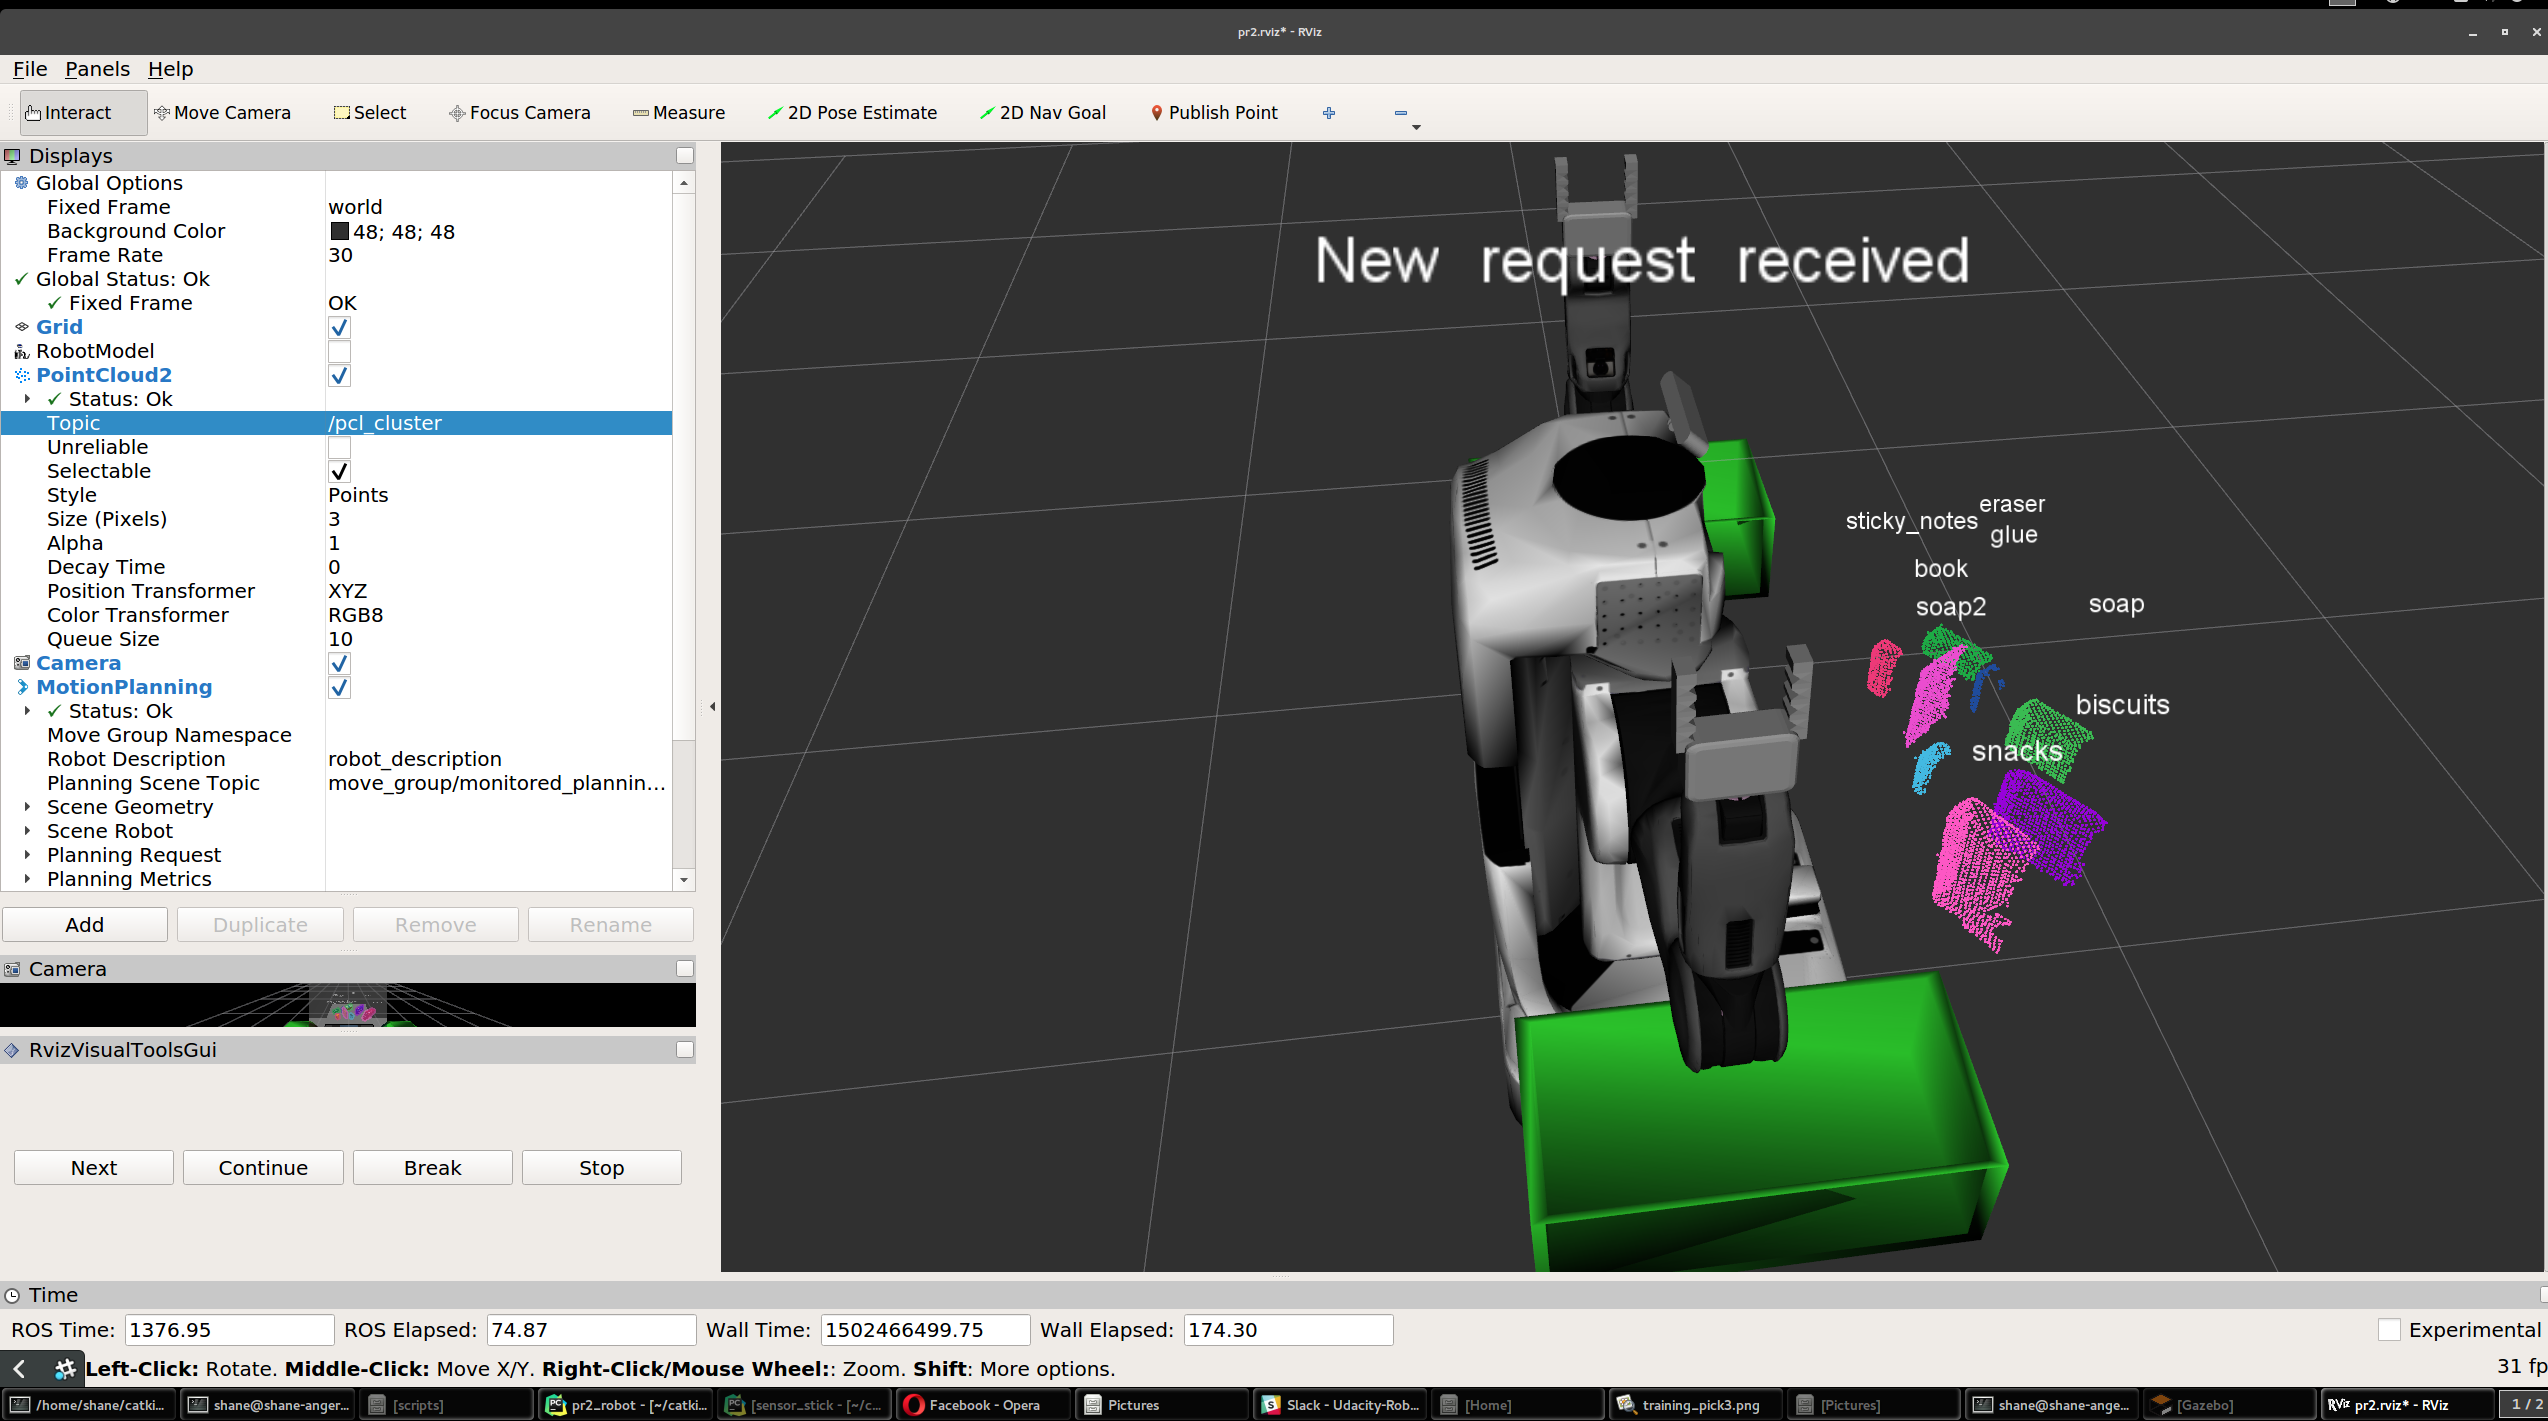 pr2.rviz* - RViz
File Panels Help
Interact Move Camera Select Focus Camera Measure 2D Pose Estimate 2D Nav Goal Publish Point
Displays
Global Options
Fixed Frame world
Background Color 48; 48; 48
Frame Rate 30
Global Status: Ok
Fixed Frame OK
Grid
RobotModel
PointCloud2
Status: Ok
Topic /pcl_cluster
Unreliable
Selectable
Style Points
Size (Pixels) 3
Alpha 1
Decay Time 0
Position Transformer XYZ
Color Transformer RGB8
Queue Size 10
Camera
MotionPlanning
Status: Ok
Move Group Namespace
Robot Description robot_description
Planning Scene Topic move_group/monitored_plannin...
Scene Geometry
Scene Robot
Planning Request
Planning Metrics
Add Duplicate Remove Rename
Camera
RvizVisualToolsGui
Next Continue Break Stop
New request received
eraser
sticky_notes
glue
book
soap2
soap
biscuits
snacks
Time
ROS Time: 1376.95 ROS Elapsed: 74.87 Wall Time: 1502466499.75 Wall Elapsed: 174.30 Experimental
Left-Click: Rotate. Middle-Click: Move X/Y. Right-Click/Mouse Wheel:: Zoom. Shift: More options. 31 fp
/home/shane/catki... shane@shane-anger... [scripts] pr2_robot - [~/catki... [sensor_stick - [~/c... Facebook - Opera Pictures Slack - Udacity-Rob... [Home] training_pick3.png [Pictures] shane@shane-ange... [Gazebo] pr2.rviz* - RViz 1 / 2